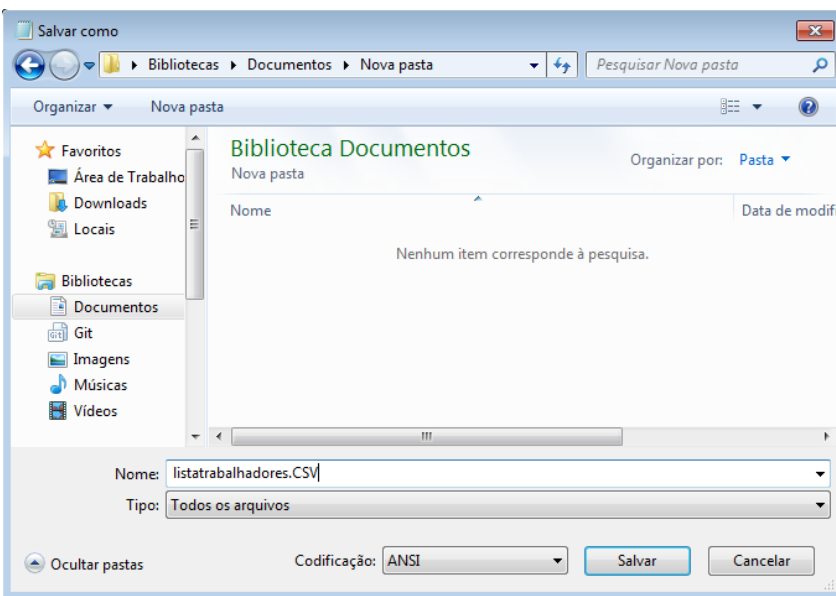 Salvar como
Bibliotecas Documentos Nova pasta
Pesquisar Nova pasta
Organizar Nova pasta
Favoritos
Área de Trabalho
Downloads
Locais
Bibliotecas
Documentos
Git
Imagens
Músicas
Vídeos
Biblioteca Documentos
Nova pasta
Organizar por: Pasta
Nome Data de modifi
Nenhum item corresponde à pesquisa.
Nome: listatrabalhadores.CSV
Tipo: Todos os arquivos
Ocultar pastas Codificação: ANSI Salvar Cancelar